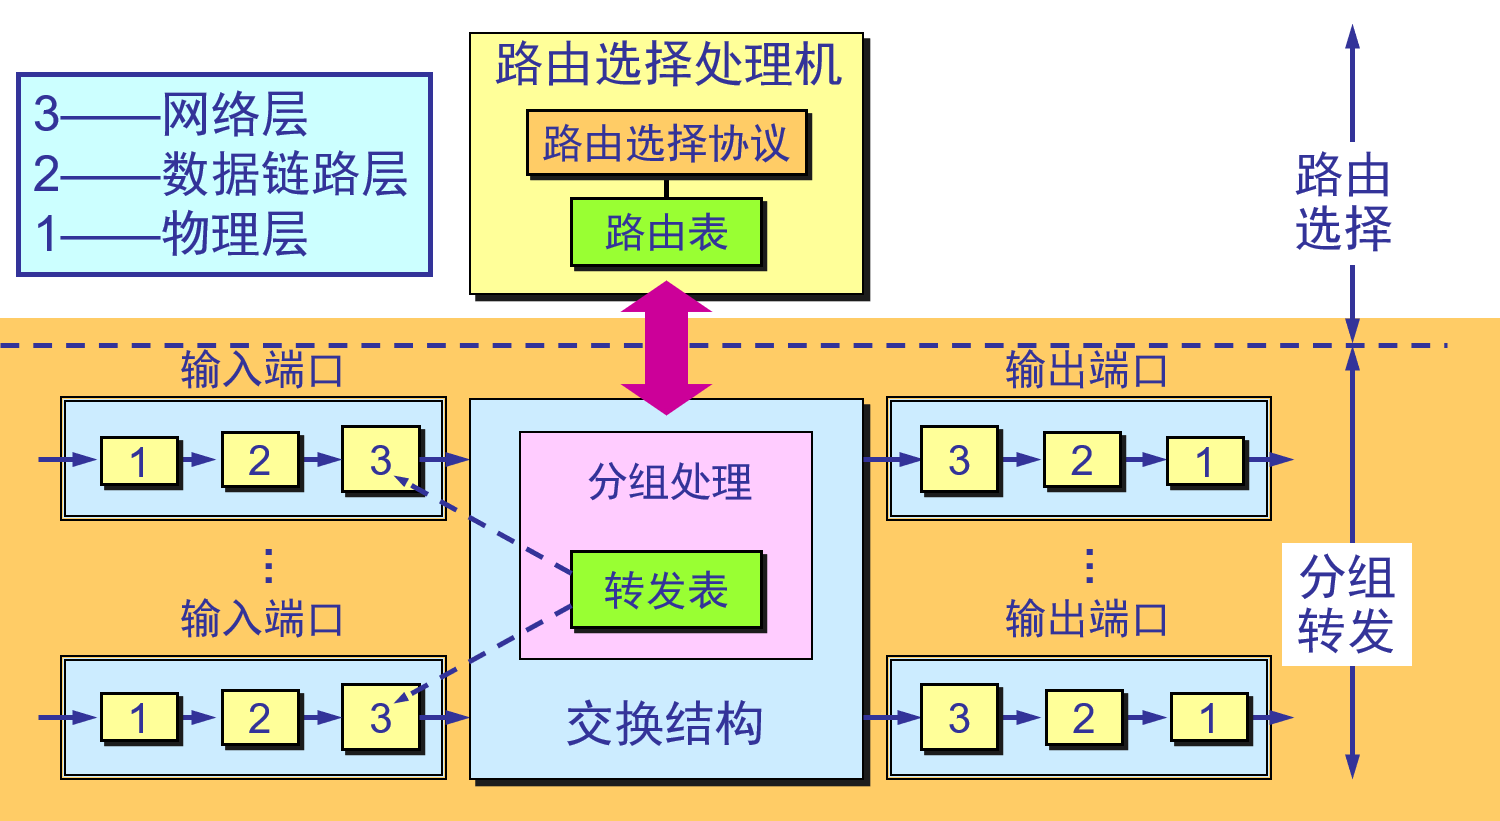 3——网络层
2——数据链路层
1——物理层
路由选择处理机
路由选择协议
路由表
路由
选择
输入端口
1 2 3
输入端口
1 2 3
分组处理
转发表
交换结构
输出端口
3 2 1
输出端口
3 2 1
分组
转发